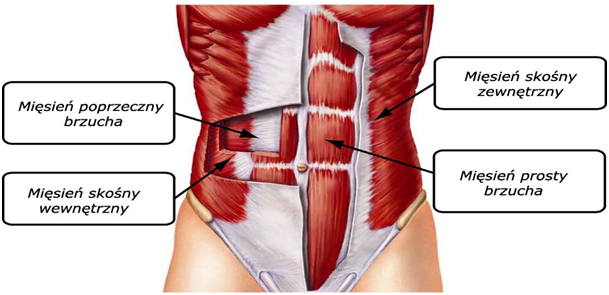 Mięsień poprzeczny
brzucha
Mięsień skośny
wewnętrzny
Mięsień skośny
zewnętrzny
Mięsień prosty
brzucha